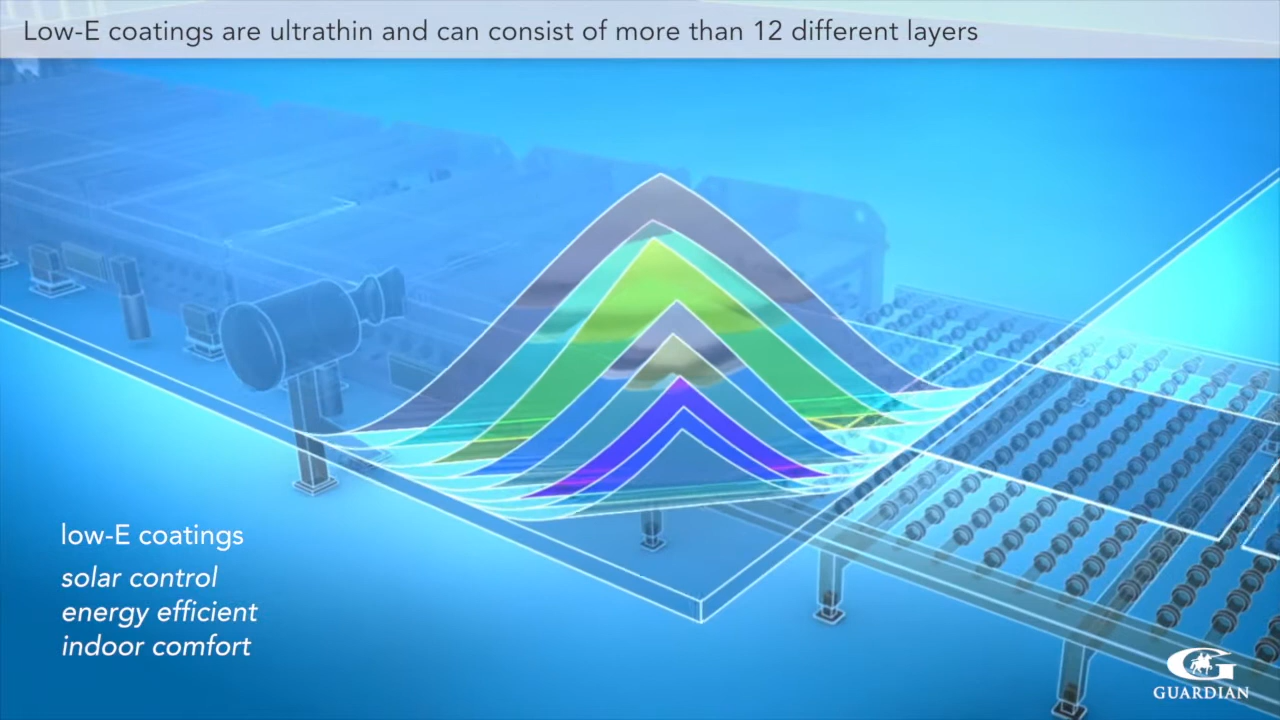 Low-E coatings are ultrathin and can consist of more than 12 different layers
low-E coatings
solar control
energy efficient
indoor comfort
G
GUARDIAN